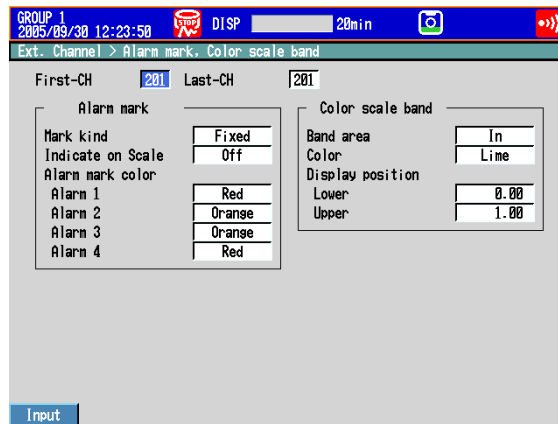 GROUP 1
2005/09/30 12:23:50
STOP
DISP
20min
Ext. Channel > Alarm mark, Color scale band
First-CH 201 Last-CH 201
Alarm mark
Mark kind Fixed
Indicate on Scale Off
Alarm mark color
Alarm 1 Red
Alarm 2 Orange
Alarm 3 Orange
Alarm 4 Red
Color scale band
Band area In
Color Lime
Display position
Lower 0.00
Upper 1.00
Input